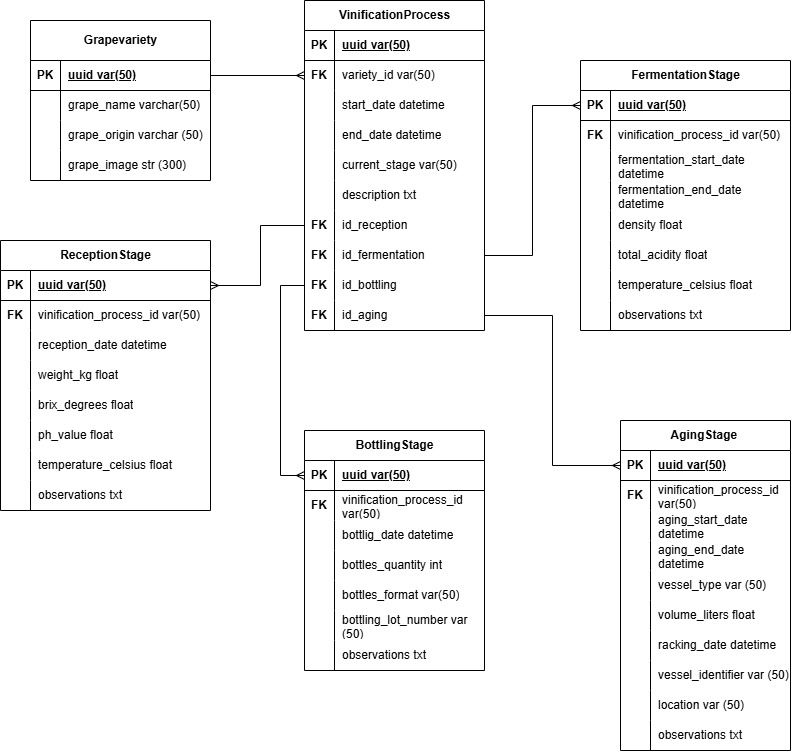 Grapevariety
PK uuid var(50)
grape_name varchar(50)
grape_origin varchar (50)
grape_image str (300)
VinificationProcess
PK uuid var(50)
FK variety_id var(50)
start_date datetime
end_date datetime
current_stage var(50)
description txt
FK id_reception
FK id_fermentation
FK id_bottling
FK id_aging
FermentationStage
PK uuid var(50)
FK vinification_process_id var(50)
fermentation_start_date
datetime
fermentation_end_date
datetime
density float
total_acidity float
temperature_celsius float
observations txt
ReceptionStage
PK uuid var(50)
FK vinification_process_id var(50)
reception_date datetime
weight_kg float
brix_degrees float
ph_value float
temperature_celsius float
observations txt
BottlingStage
PK uuid var(50)
FK vinification_process_id
var(50)
bottlig_date datetime
bottles_quantity int
bottles_format var(50)
bottling_lot_number var
(50)
observations txt
AgingStage
PK uuid var(50)
FK vinification_process_id
var(50)
aging_start_date
datetime
aging_end_date
datetime
vessel_type var (50)
volume_liters float
racking_date datetime
vessel_identifier var (50)
location var (50)
observations txt